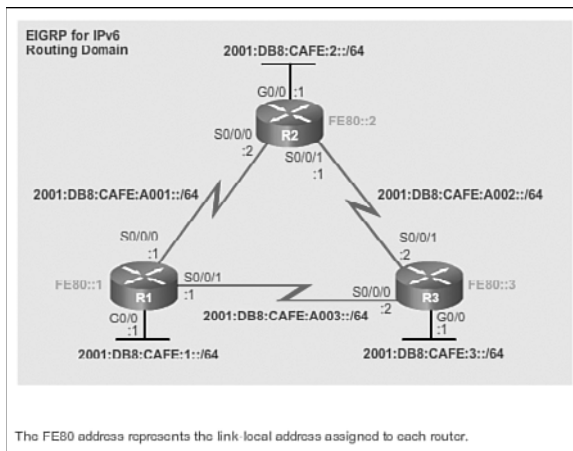 EIGRP for IPv6
Routing Domain
2001:DB8:CAFE:2::/64
G0/0 :1
FE80::2
R2
S0/0/0
:2
S0/0/1
:1
2001:DB8:CAFE:A001::/64
2001:DB8:CAFE:A002::/64
S0/0/0
:1
S0/0/1
:2
FE80::1
R1
S0/0/1
:1
S0/0/0
:2
R3
FE80::3
G0/0
:1
2001:DB8:CAFE:A003::/64
G0/0
:1
2001:DB8:CAFE:1::/64
2001:DB8:CAFE:3::/64
The FE80 address represents the link-local address assigned to each router.